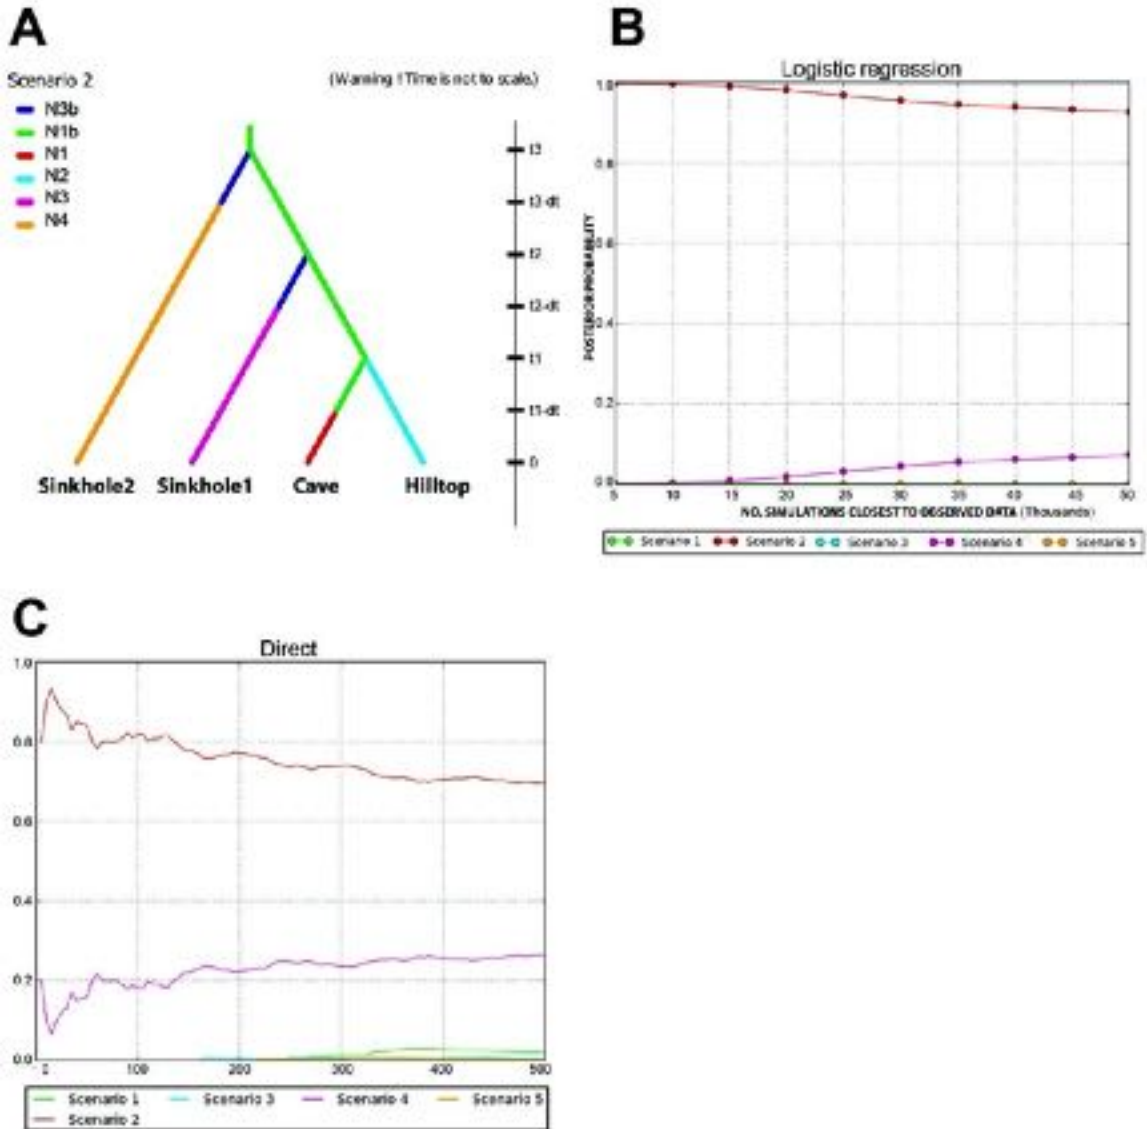 A
Scenario 2
(Warning ! Time is not to scale.)
N3b
N1b
N1
N2
N3
N4
t3
t3-dt
t2
t2-dt
t1
t1-dt
0
Sinkhole2 Sinkhole1 Cave Hilltop
B
Logistic regression
POSTERIOR PROBABILITY
1.0
0.8
0.6
0.4
0.2
0.0
5 10 15 20 25 30 35 40 45 50
NO. SIMULATIONS CLOSEST TO OBSERVED DATA (Thousands)
Scenario 1 Scenario 2 Scenario 3 Scenario 4 Scenario 5
C
Direct
1.0
0.8
0.6
0.4
0.2
0.0
100 200 300 400 500
Scenario 1 Scenario 3 Scenario 4 Scenario 5
Scenario 2